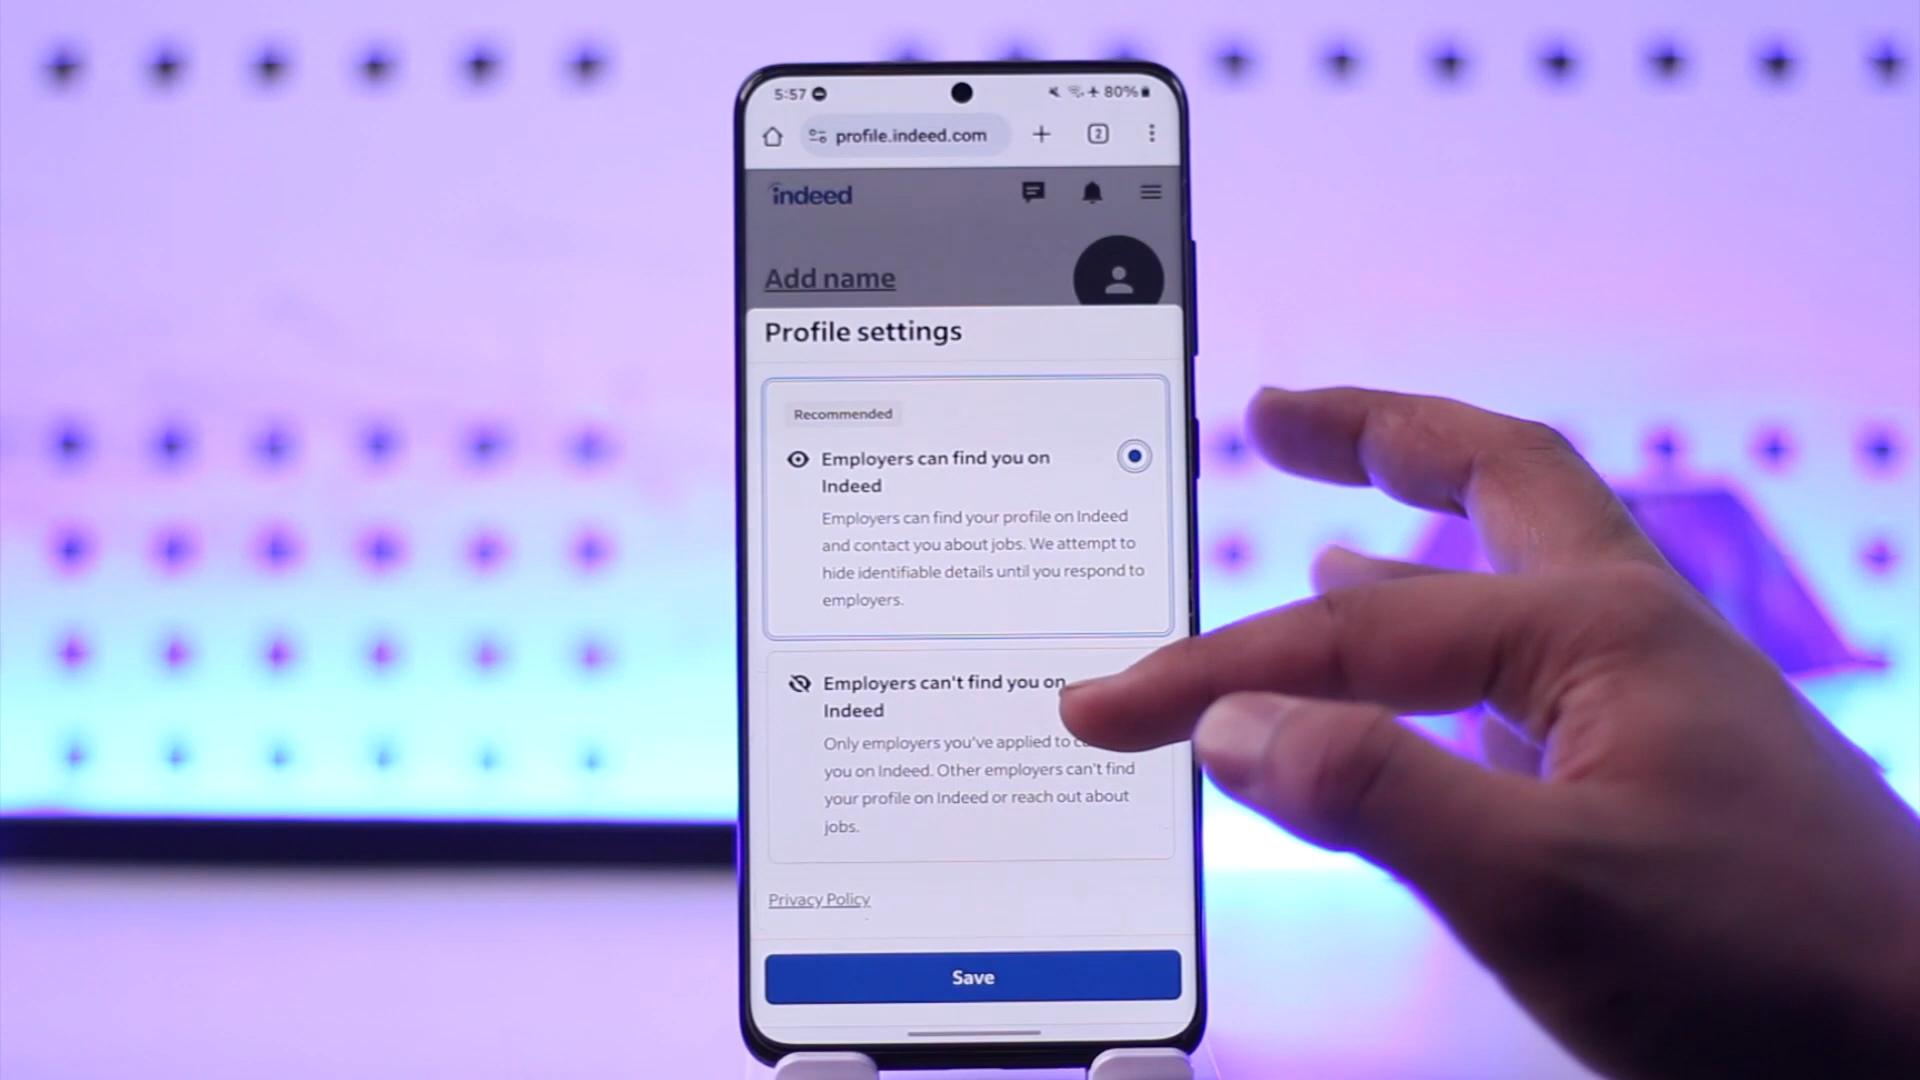 5:57
80%
profile.indeed.com
2
indeed
Add name
Profile settings
Recommended
Employers can find you on
Indeed
Employers can find your profile on Indeed
and contact you about jobs. We attempt to
hide identifiable details until you respond to
employers.
Employers can't find you on
Indeed
Only employers you've applied to
you on Indeed. Other employers can't find
your profile on Indeed or reach out about
jobs.
Privacy Policy
Save